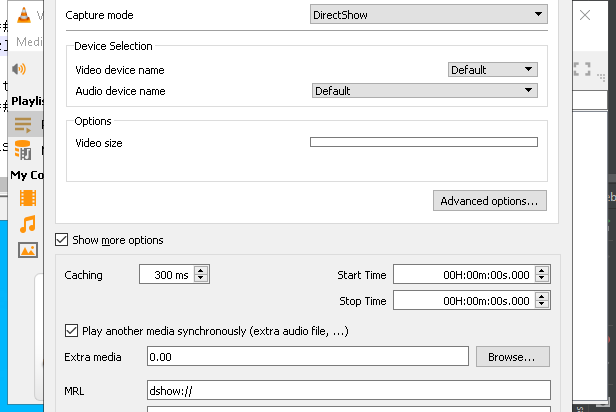 V
Capture mode
DirectShow
Medi
Device Selection
Video device name
Default
Audio device name
Default
Playlis
Options
Video size
My Co
Advanced options...
Show more options
Caching
300 ms
Start Time
00H:00m:00s.000
Stop Time
00H:00m:00s.000
Play another media synchronously (extra audio file, ...)
Extra media
0.00
Browse...
MRL
dshow://